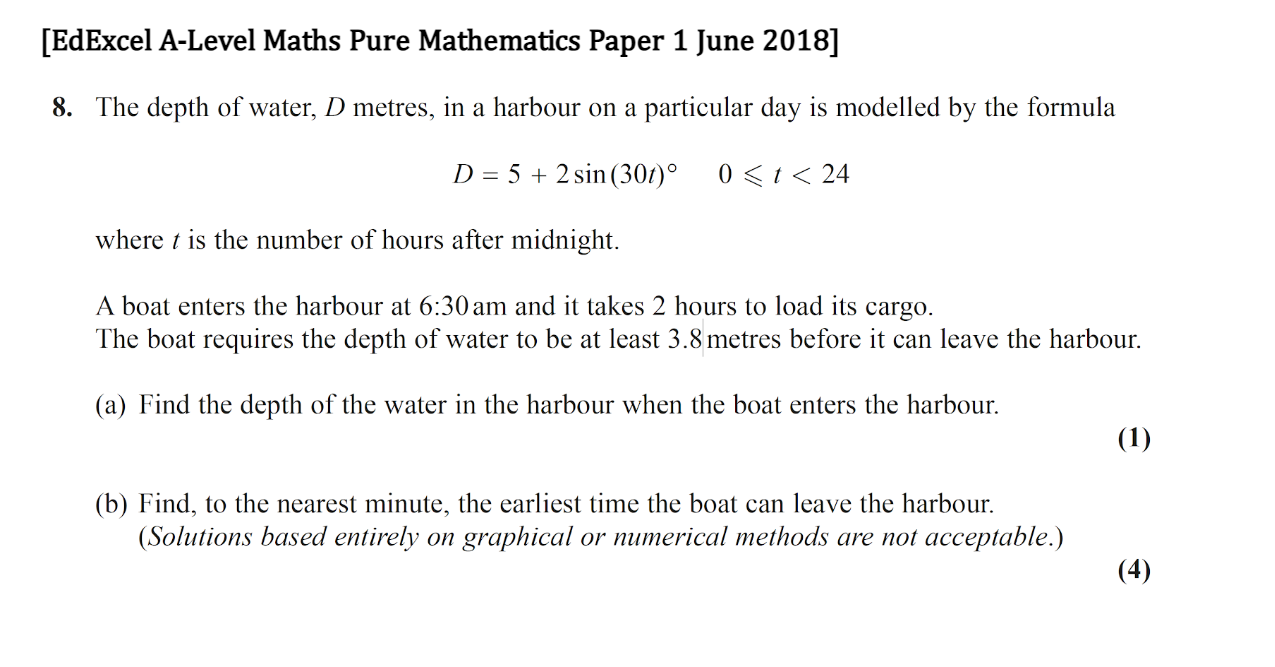 [EdExcel A-Level Maths Pure Mathematics Paper 1 June 2018]
8. The depth of water, D metres, in a harbour on a particular day is modelled by the formula
D = 5 + 2 sin (30t)° 0 ⩽ t < 24
where t is the number of hours after midnight.
A boat enters the harbour at 6:30 am and it takes 2 hours to load its cargo.
The boat requires the depth of water to be at least 3.8 metres before it can leave the harbour.
(a) Find the depth of the water in the harbour when the boat enters the harbour.
(1)
(b) Find, to the nearest minute, the earliest time the boat can leave the harbour.
(Solutions based entirely on graphical or numerical methods are not acceptable.)
(4)